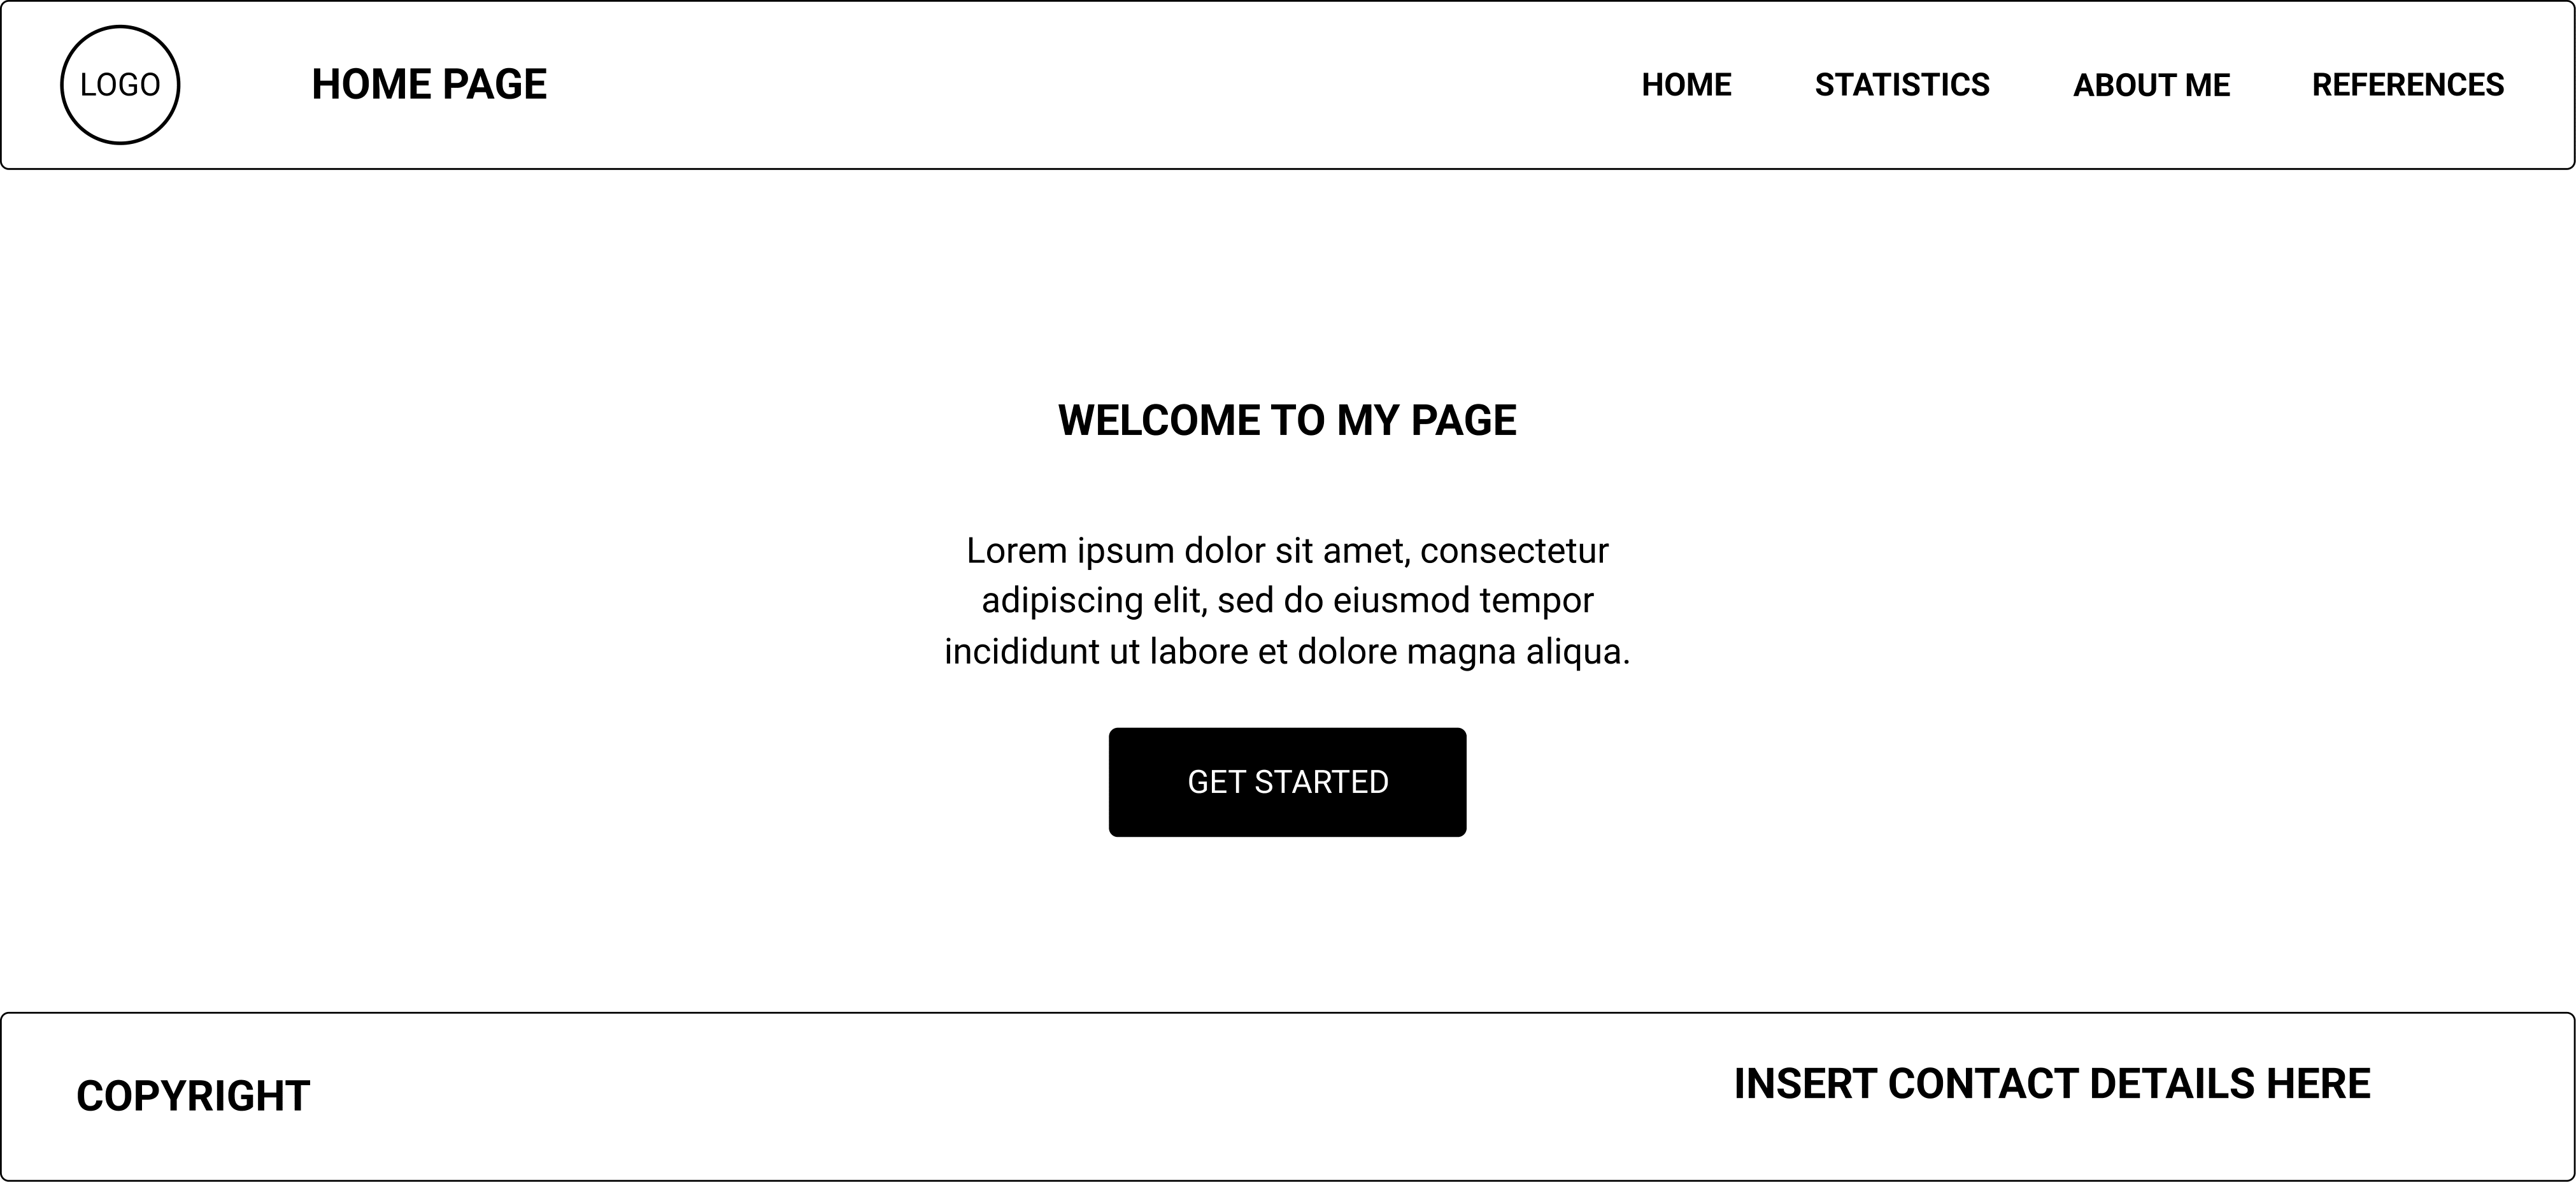 LOGO
HOME PAGE
HOME
STATISTICS
ABOUT ME
REFERENCES
WELCOME TO MY PAGE
Lorem ipsum dolor sit amet, consectetur
adipiscing elit, sed do eiusmod tempor
incididunt ut labore et dolore magna aliqua.
GET STARTED
COPYRIGHT
INSERT CONTACT DETAILS HERE